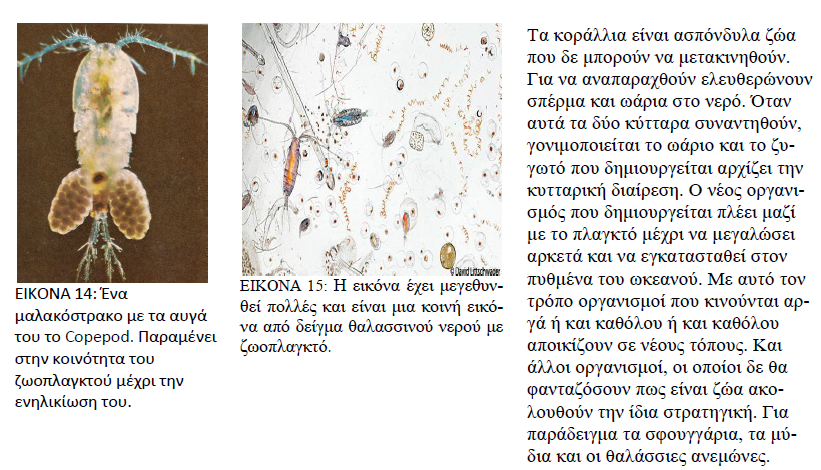 © David Littschwager
ΕΙΚΟΝΑ 14: Ένα
μαλακόστρακο με τα αυγά
του το Copepod. Παραμένει
στην κοινότητα του
ζωοπλαγκτού μέχρι την
ενηλικίωση του.
ΕΙΚΟΝΑ 15: Η εικόνα έχει μεγεθυν-
θεί πολλές και είναι μια κοινή εικό-
να από δείγμα θαλασσινού νερού με
ζωοπλαγκτό.
Τα κοράλλια είναι ασπόνδυλα ζώα
που δε μπορούν να μετακινηθούν.
Για να αναπαραχθούν ελευθερώνουν
σπέρμα και ωάρια στο νερό. Όταν
αυτά τα δύο κύτταρα συναντηθούν,
γονιμοποιείται το ωάριο και το ζυ-
γωτό που δημιουργείται αρχίζει την
κυτταρική διαίρεση. Ο νέος οργανι-
σμός που δημιουργείται πλέει μαζί
με το πλαγκτό μέχρι να μεγαλώσει
αρκετά και να εγκατασταθεί στον
πυθμένα του ωκεανού. Με αυτό τον
τρόπο οργανισμοί που κινούνται αρ-
γά ή και καθόλου ή και καθόλου
αποικίζουν σε νέους τόπους. Και
άλλοι οργανισμοί, οι οποίοι δε θα
φανταζόσουν πως είναι ζώα ακο-
λουθούν την ίδια στρατηγική. Για
παράδειγμα τα σφουγγάρια, τα μύ-
δια και οι θαλάσσιες ανεμώνες.